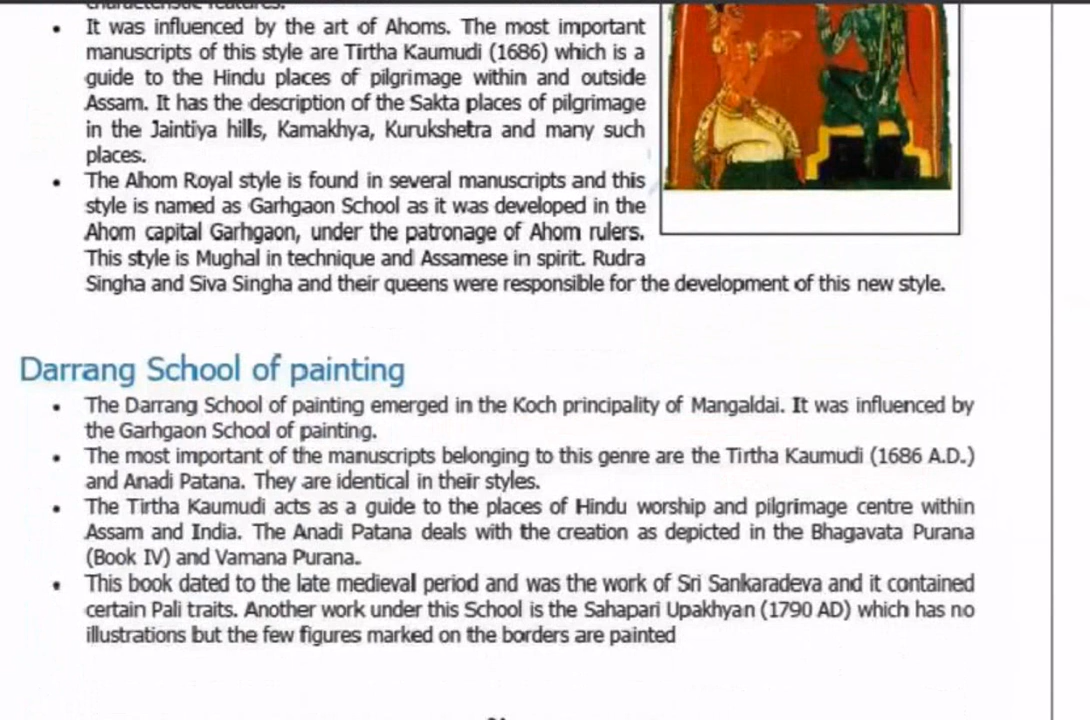 characteristic features.
• It was influenced by the art of Ahoms. The most important
manuscripts of this style are Tirtha Kaumudi (1686) which is a
guide to the Hindu places of pilgrimage within and outside
Assam. It has the description of the Sakta places of pilgrimage
in the Jaintiya hills, Kamakhya, Kurukshetra and many such
places.
• The Ahom Royal style is found in several manuscripts and this
style is named as Garhgaon School as it was developed in the
Ahom capital Garhgaon, under the patronage of Ahom rulers.
This style is Mughal in technique and Assamese in spirit. Rudra
Singha and Siva Singha and their queens were responsible for the development of this new style.
Darrang School of painting
• The Darrang School of painting emerged in the Koch principality of Mangaldai. It was influenced by
the Garhgaon School of painting.
• The most important of the manuscripts belonging to this genre are the Tirtha Kaumudi (1686 A.D.)
and Anadi Patana. They are identical in their styles.
• The Tirtha Kaumudi acts as a guide to the places of Hindu worship and pilgrimage centre within
Assam and India. The Anadi Patana deals with the creation as depicted in the Bhagavata Purana
(Book IV) and Vamana Purana.
• This book dated to the late medieval period and was the work of Sri Sankaradeva and it contained
certain Pali traits. Another work under this School is the Sahapari Upakhyan (1790 AD) which has no
illustrations but the few figures marked on the borders are painted